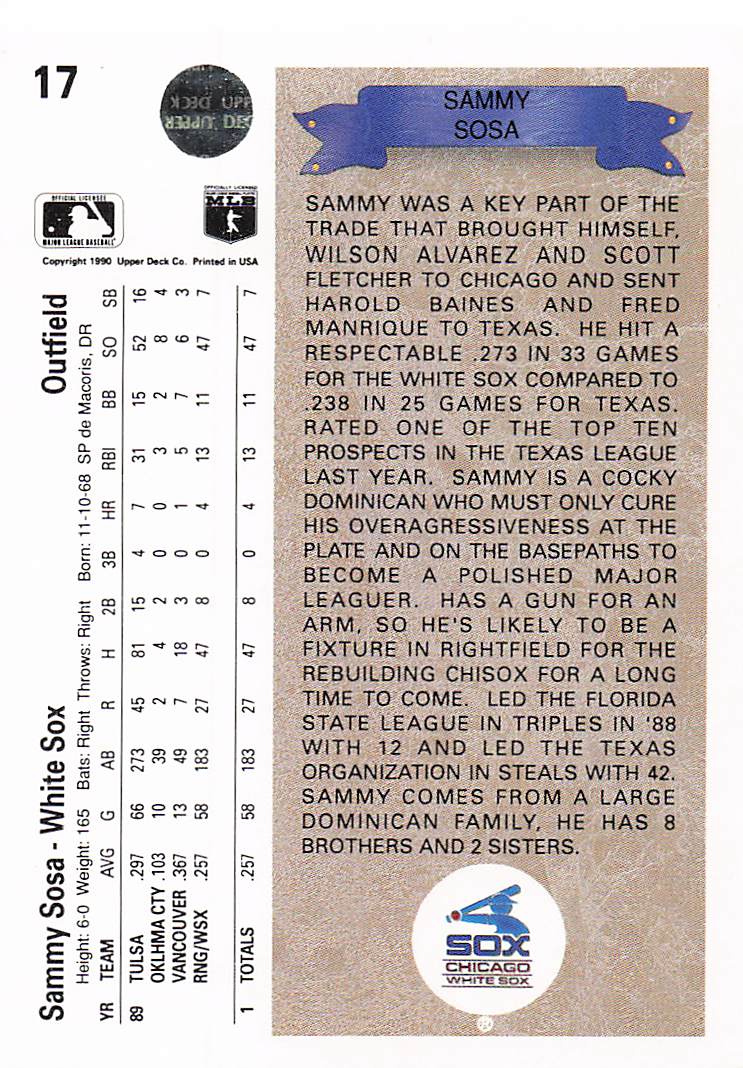 17
UPPER DECK
UPPER DECK
OFFICIAL LICENSEE
MAJOR LEAGUE BASEBALL
OFFICIALLY LICENSED
MLB
Copyright 1990 Upper Deck Co. Printed in USA
Sammy Sosa - White Sox Outfield
Height: 6-0 Weight: 165 Bats: Right Throws: Right Born: 11-10-68 SP de Macoris, DR
YR TEAM AVG G AB R H 2B 3B HR RBI BB SO SB
89 TULSA .297 66 273 45 81 15 4 7 31 15 52 16
OKLHMA CTY .103 10 39 2 4 2 0 0 3 2 8 4
VANCOUVER .367 13 49 7 18 3 0 1 5 7 6 3
RNG/WSX .257 58 183 27 47 8 0 4 13 11 47 7
1 TOTALS .257 58 183 27 47 8 0 4 13 11 47 7
SAMMY
SOSA
SAMMY WAS A KEY PART OF THE
TRADE THAT BROUGHT HIMSELF,
WILSON ALVAREZ AND SCOTT
FLETCHER TO CHICAGO AND SENT
HAROLD BAINES AND FRED
MANRIQUE TO TEXAS. HE HIT A
RESPECTABLE .273 IN 33 GAMES
FOR THE WHITE SOX COMPARED TO
.238 IN 25 GAMES FOR TEXAS.
RATED ONE OF THE TOP TEN
PROSPECTS IN THE TEXAS LEAGUE
LAST YEAR. SAMMY IS A COCKY
DOMINICAN WHO MUST ONLY CURE
HIS OVERAGRESSIVENESS AT THE
PLATE AND ON THE BASEPATHS TO
BECOME A POLISHED MAJOR
LEAGUER. HAS A GUN FOR AN
ARM, SO HE'S LIKELY TO BE A
FIXTURE IN RIGHTFIELD FOR THE
REBUILDING CHISOX FOR A LONG
TIME TO COME. LED THE FLORIDA
STATE LEAGUE IN TRIPLES IN '88
WITH 12 AND LED THE TEXAS
ORGANIZATION IN STEALS WITH 42.
SAMMY COMES FROM A LARGE
DOMINICAN FAMILY, HE HAS 8
BROTHERS AND 2 SISTERS.
SOX
CHICAGO
WHITE SOX